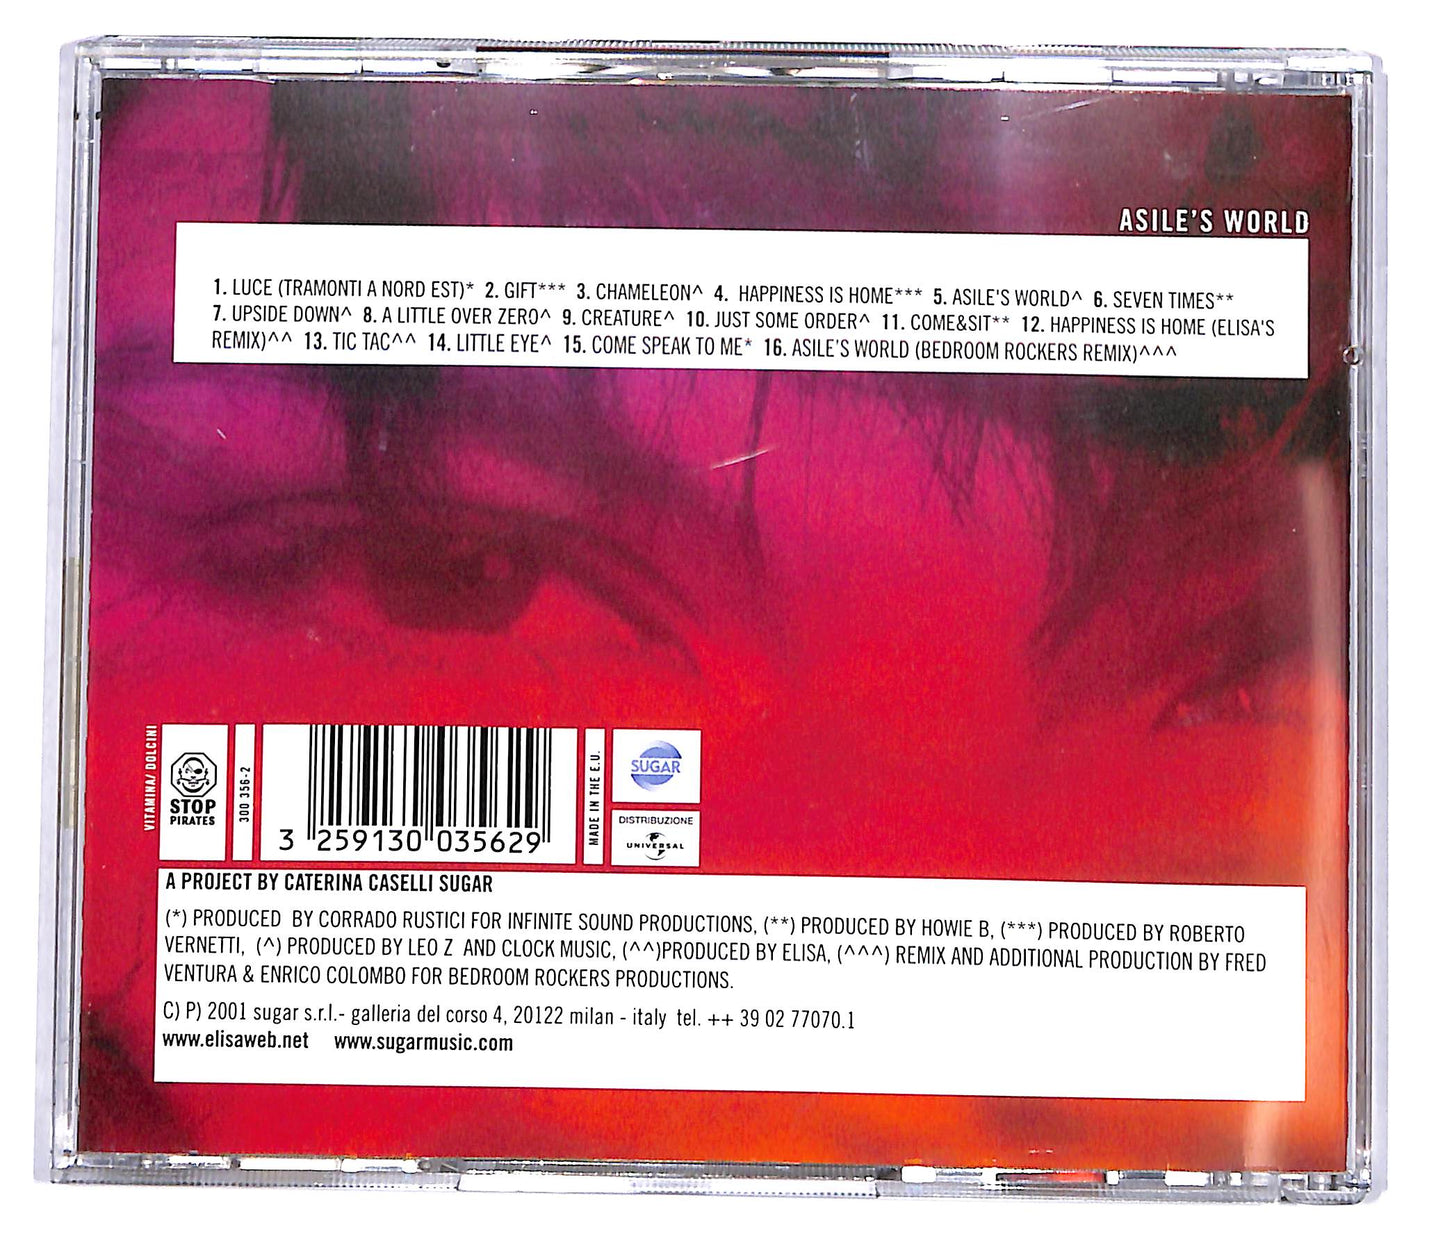 ASILE'S WORLD
1. LUCE (TRAMONTI A NORD EST)* 2. GIFT*** 3. CHAMELEON^ 4. HAPPINESS IS HOME*** 5. ASILE'S WORLD^ 6. SEVEN TIMES**
7. UPSIDE DOWN^ 8. A LITTLE OVER ZERO^ 9. CREATURE^ 10. JUST SOME ORDER^ 11. COME&SIT** 12. HAPPINESS IS HOME (ELISA'S
REMIX)^^ 13. TIC TAC^^ 14. LITTLE EYE^ 15. COME SPEAK TO ME* 16. ASILE'S WORLD (BEDROOM ROCKERS REMIX)^^^
VITAMINA/ DOLCINI
STOP
PIRATES
300 356-2
3 259130 035629
MADE IN THE E.U.
SUGAR
DISTRIBUZIONE
UNIVERSAL
A PROJECT BY CATERINA CASELLI SUGAR
(*) PRODUCED BY CORRADO RUSTICI FOR INFINITE SOUND PRODUCTIONS, (**) PRODUCED BY HOWIE B, (***) PRODUCED BY ROBERTO
VERNETTI, (^) PRODUCED BY LEO Z AND CLOCK MUSIC, (^^)PRODUCED BY ELISA, (^^^) REMIX AND ADDITIONAL PRODUCTION BY FRED
VENTURA & ENRICO COLOMBO FOR BEDROOM ROCKERS PRODUCTIONS.
C) P) 2001 sugar s.r.l.- galleria del corso 4, 20122 milan - italy tel. ++ 39 02 77070.1
www.elisaweb.net www.sugarmusic.com